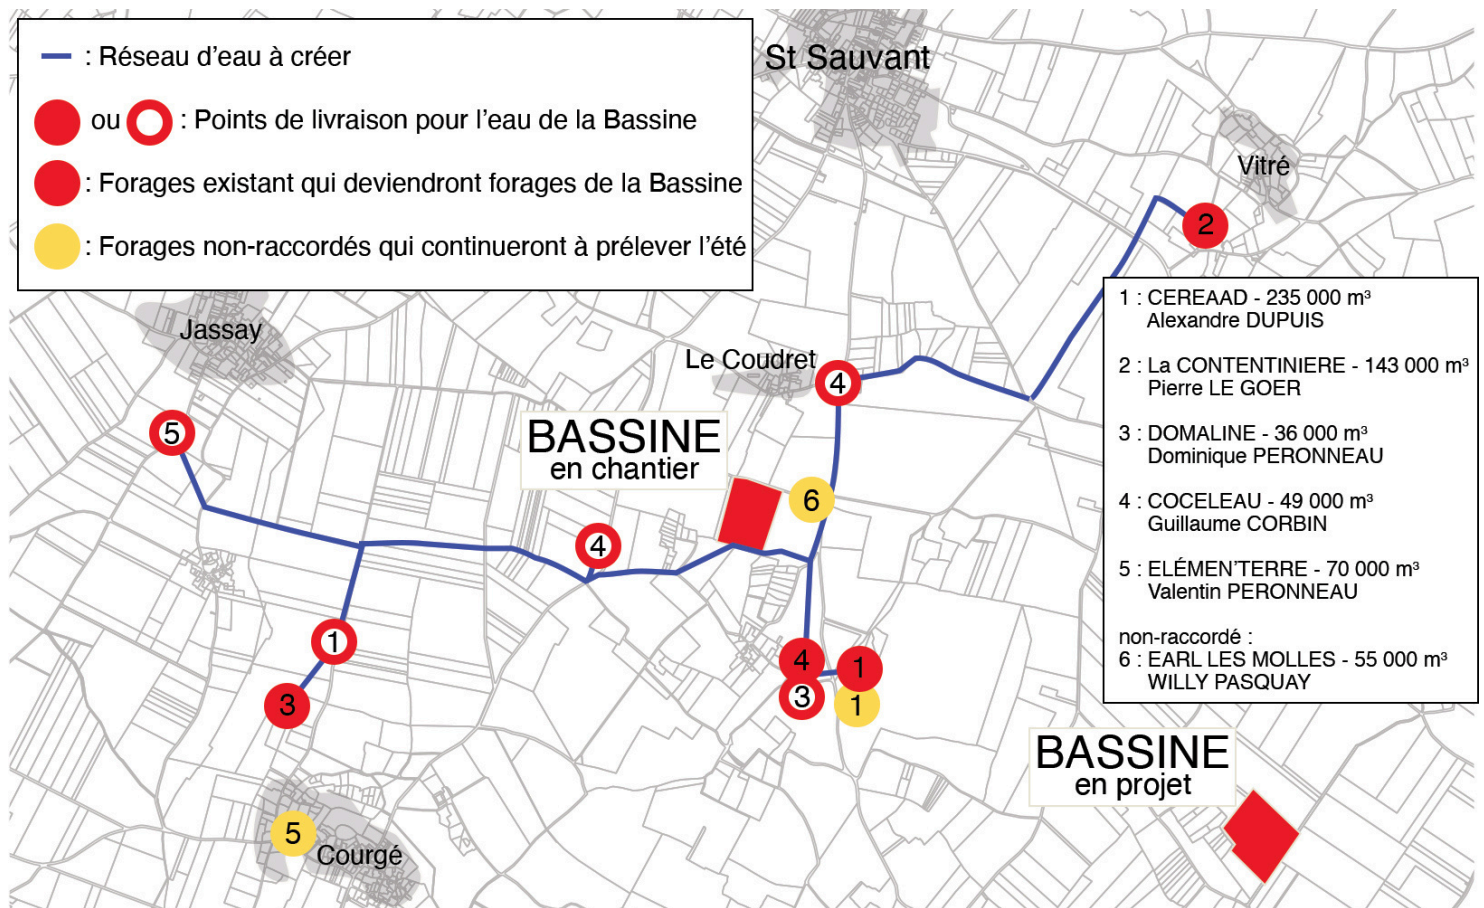 : Réseau d'eau à créer
ou : Points de livraison pour l'eau de la Bassine
: Forages existant qui deviendront forages de la Bassine
: Forages non-raccordés qui continueront à prélever l'été
St Sauvant
Vitré
2
1 : CEREAAD - 235 000 m³
Alexandre DUPUIS
2 : La CONTENTINIERE - 143 000 m³
Pierre LE GOER
3 : DOMALINE - 36 000 m³
Dominique PERONNEAU
4 : COCELEAU - 49 000 m³
Guillaume CORBIN
5 : ELÉMEN'TERRE - 70 000 m³
Valentin PERONNEAU
non-raccordé :
6 : EARL LES MOLLES - 55 000 m³
WILLY PASQUAY
Jassay
Le Coudret
4
5
BASSINE
en chantier
6
4
1
4
1
3
3
1
BASSINE
en projet
5
Courgé